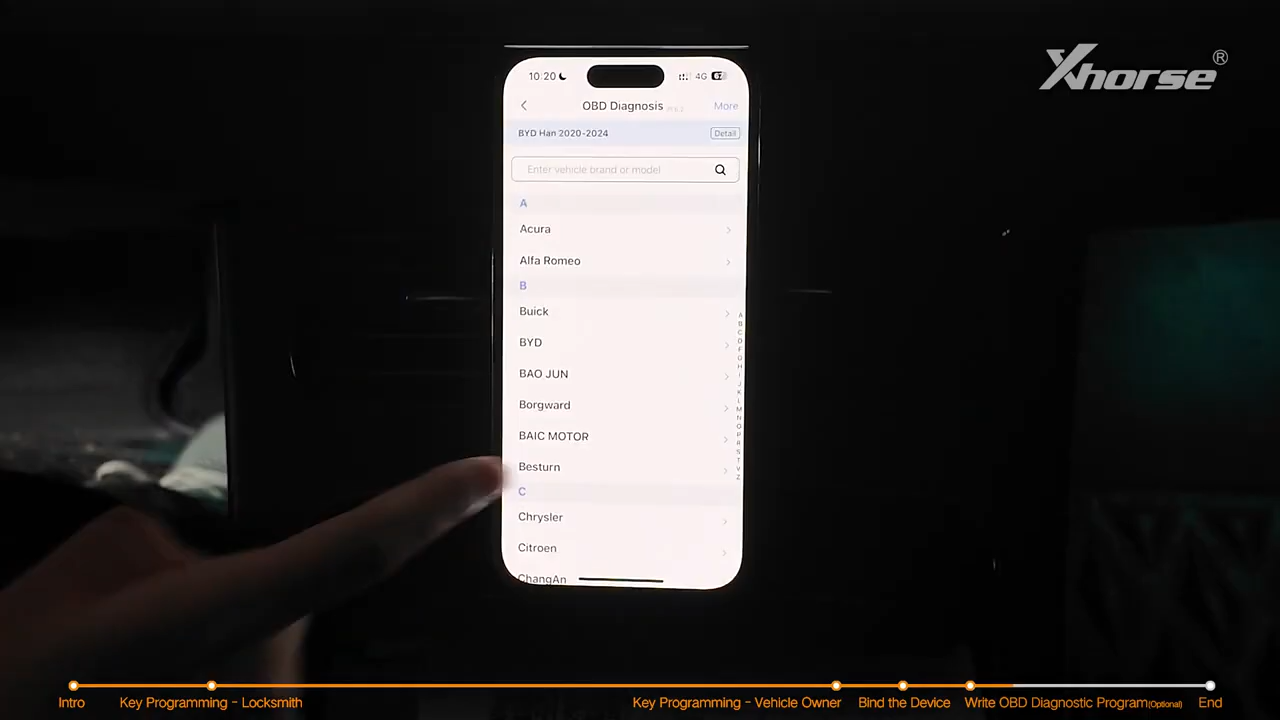 Xhorse®
10:20 4G
OBD Diagnosis
More
BYD Han 2020-2024
Detail
Enter vehicle brand or model
A
Acura
Alfa Romeo
B
Buick
BYD
BAO JUN
Borgward
BAIC MOTOR
Besturn
C
Chrysler
Citroen
ChangAn
Intro
Key Programming - Locksmith
Key Programming - Vehicle Owner
Bind the Device
Write OBD Diagnostic Program(Optional)
End